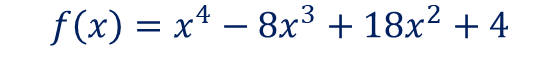 f(x) = x⁴ − 8x³ + 18x² + 4